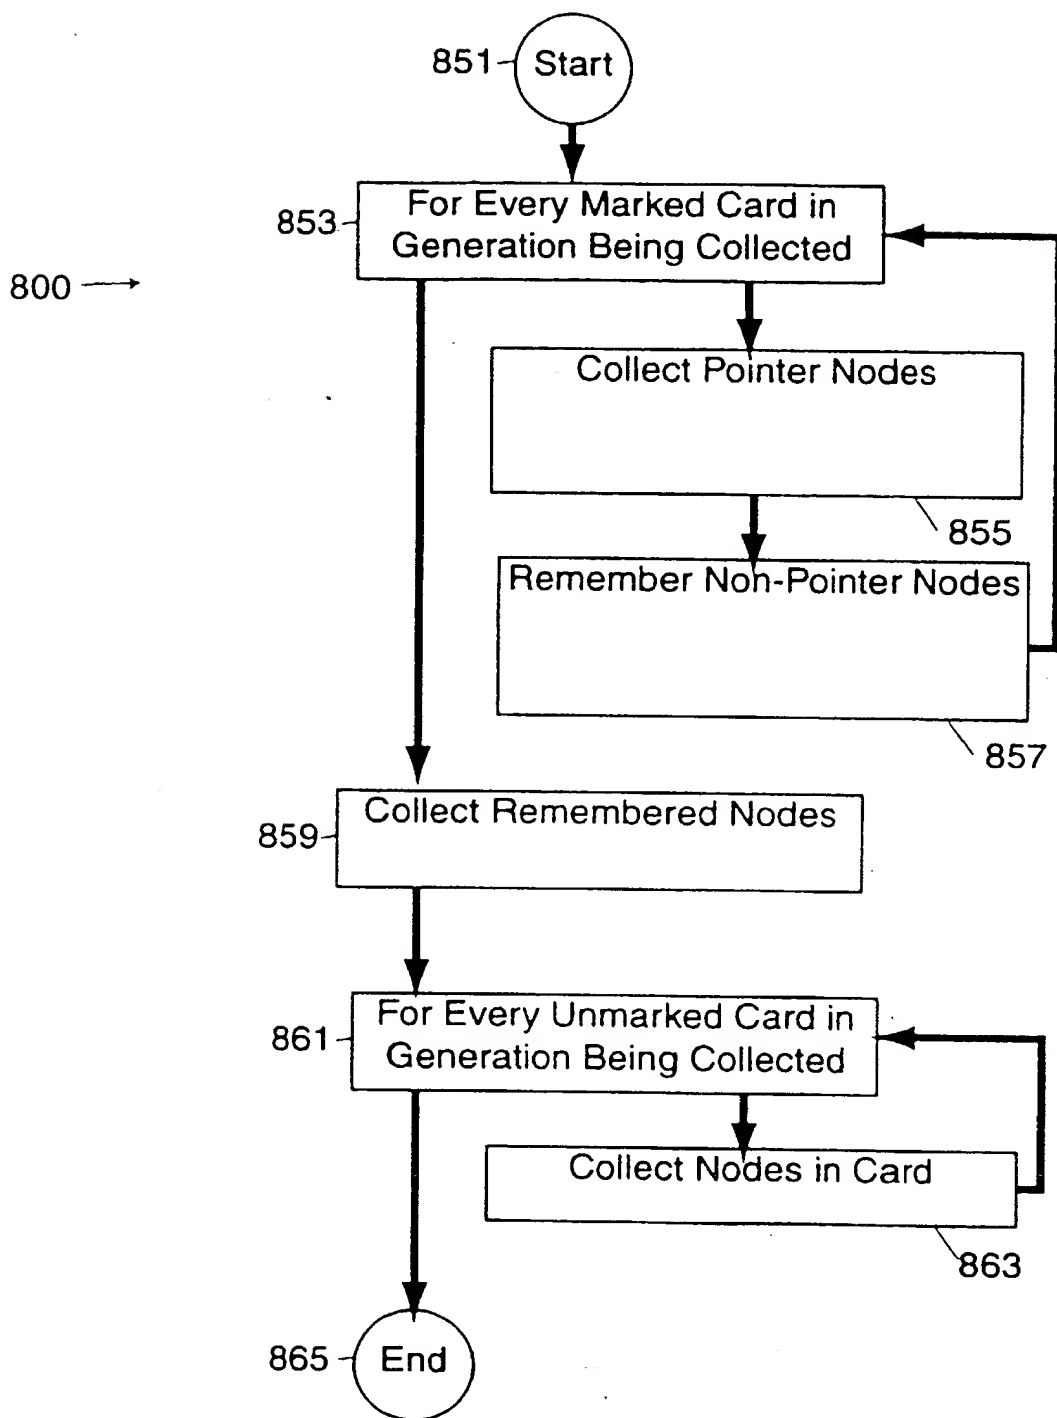 851
Start
853
For Every Marked Card in
Generation Being Collected
800
Collect Pointer Nodes
855
Remember Non-Pointer Nodes
857
859
Collect Remembered Nodes
861
For Every Unmarked Card in
Generation Being Collected
Collect Nodes in Card
863
865
End